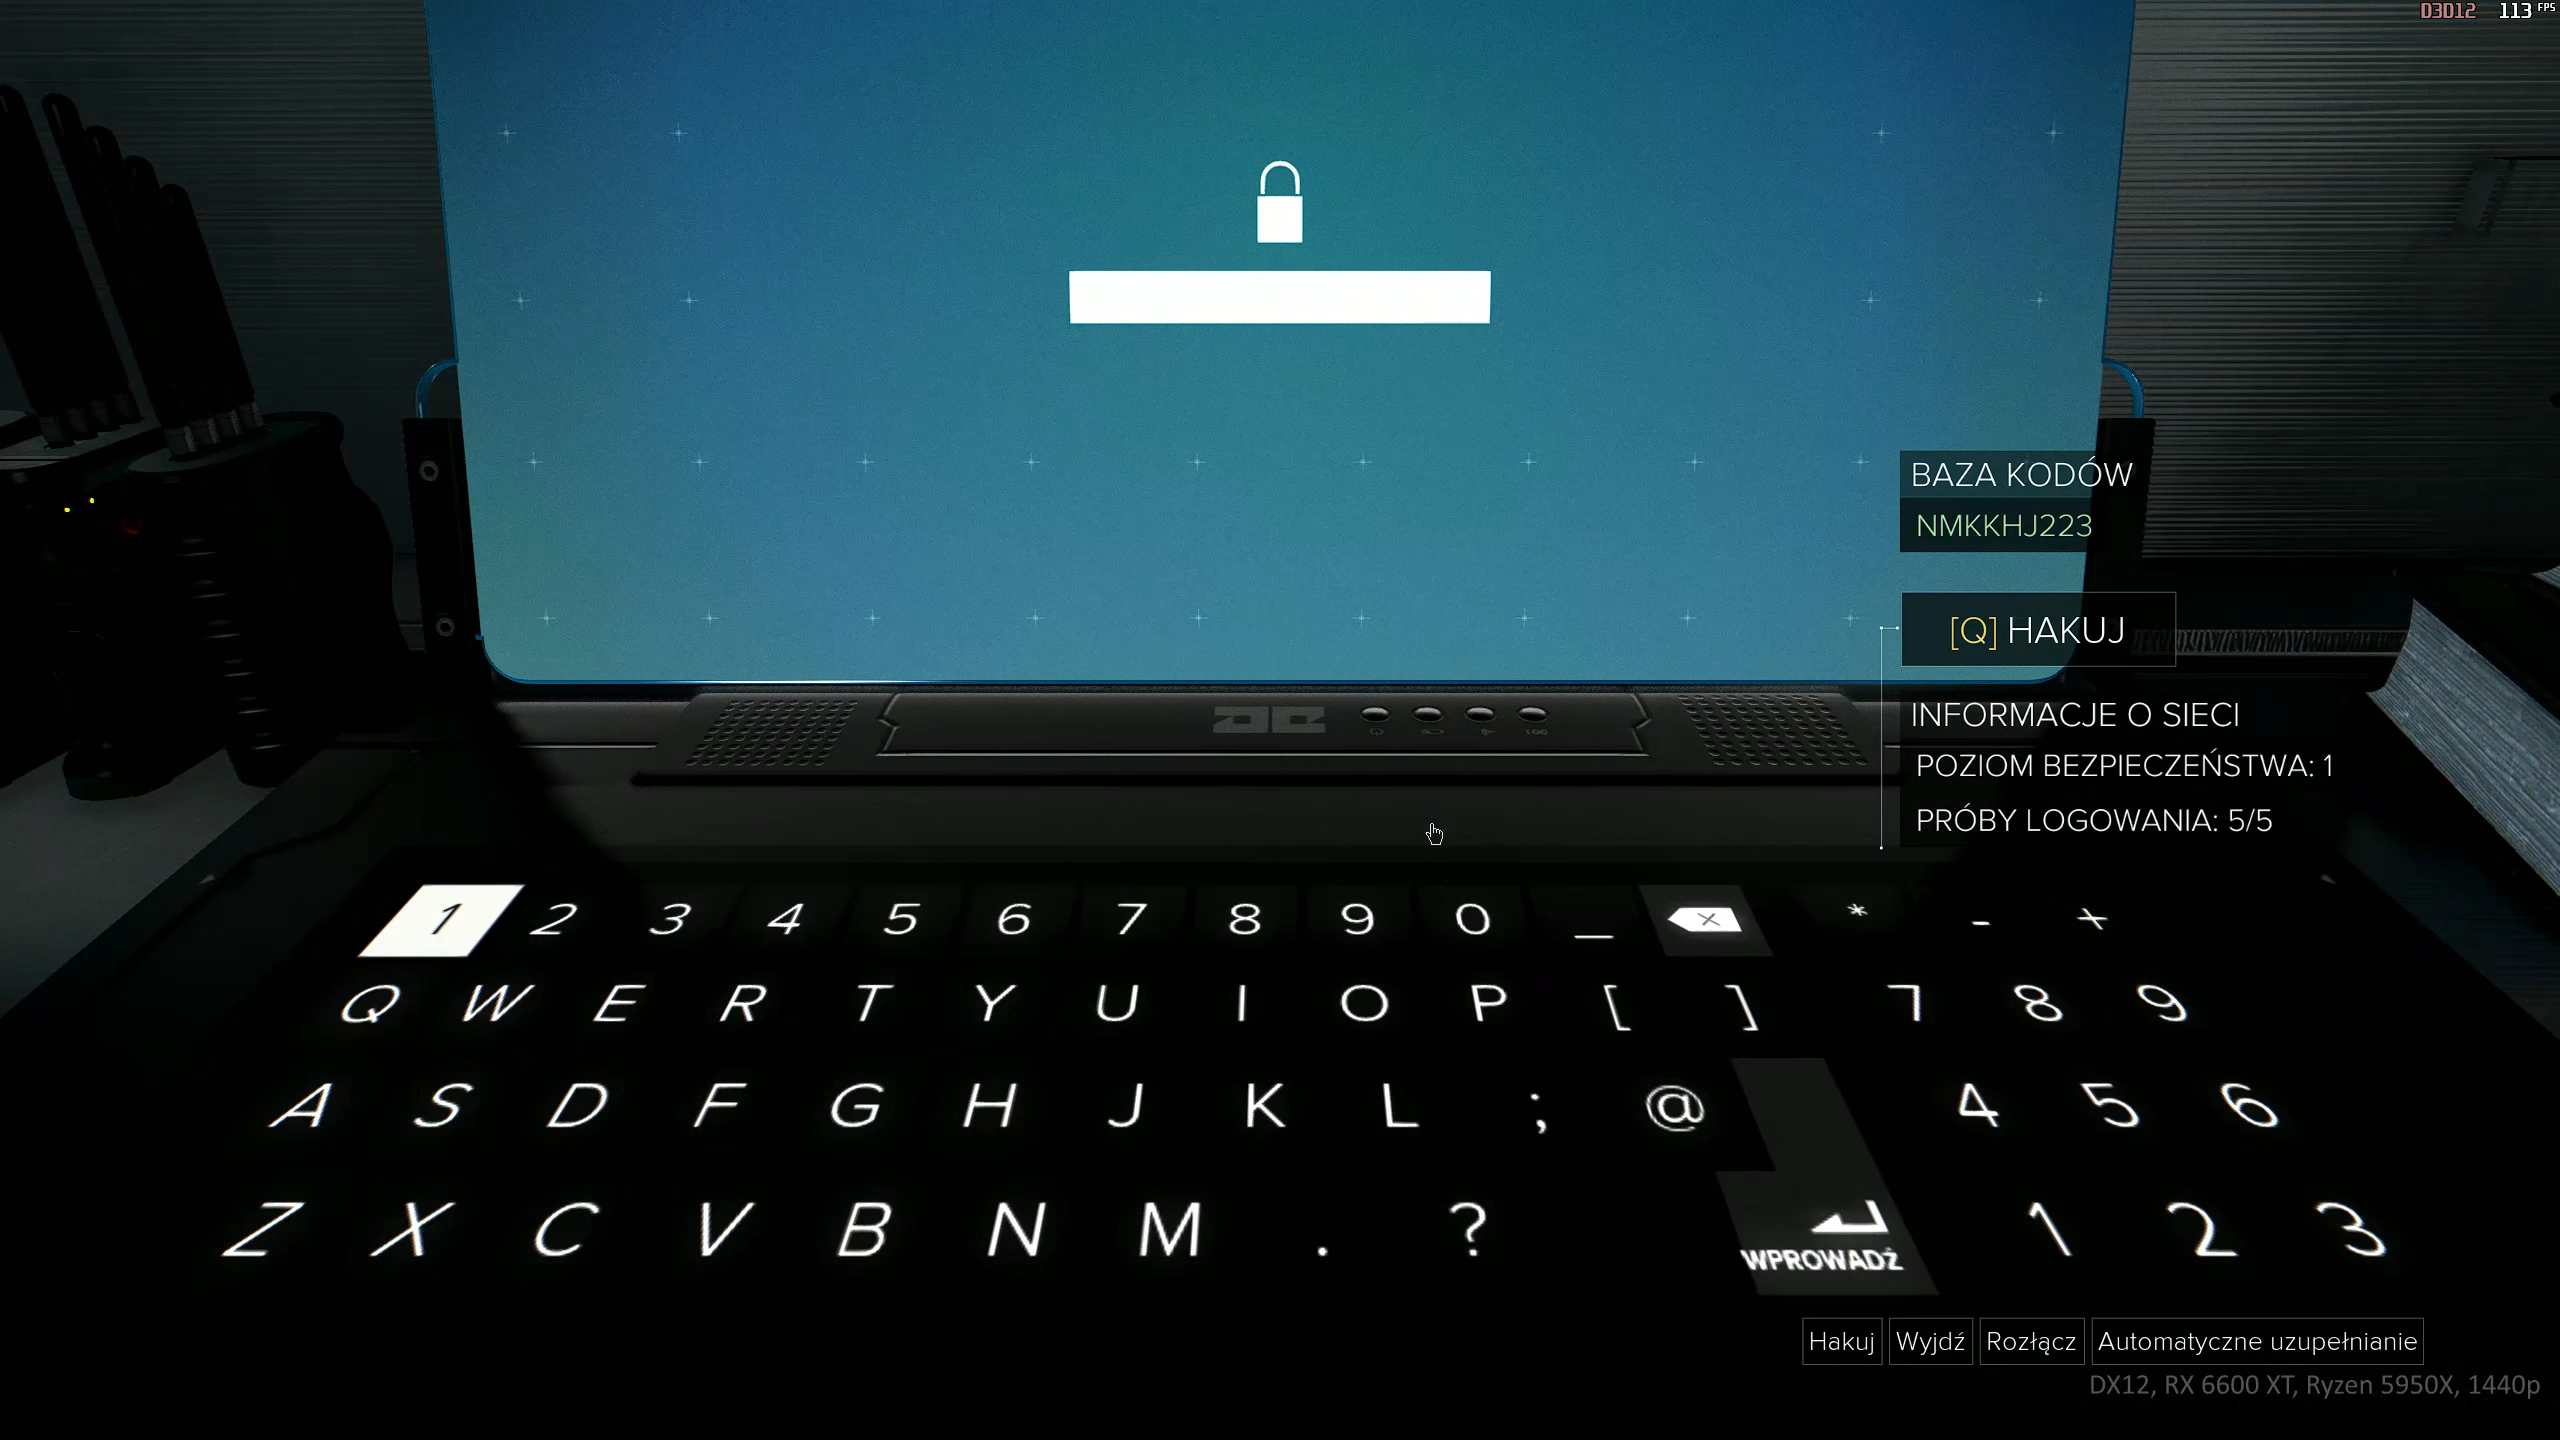 D3D12 113 FPS
BAZA KODÓW
NMKKHJ223
[Q] HAKUJ
INFORMACJE O SIECI
POZIOM BEZPIECZEŃSTWA: 1
PRÓBY LOGOWANIA: 5/5
1 2 3 4 5 6 7 8 9 0 _ * - +
Q W E R T Y U I O P [ ] 7 8 9
A S D F G H J K L ; @ 4 5 6
Z X C V B N M . ? 1 2 3
WPROWADŹ
Hakuj Wyjdź Rozłącz Automatyczne uzupełnianie
DX12, RX 6600 XT, Ryzen 5950X, 1440p